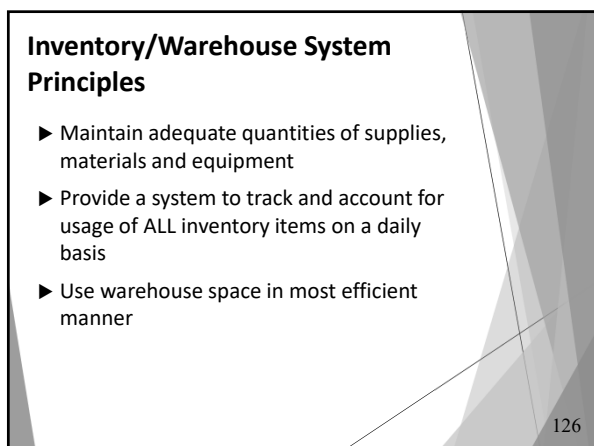 Inventory/Warehouse System
Principles
▶ Maintain adequate quantities of supplies,
materials and equipment
▶ Provide a system to track and account for
usage of ALL inventory items on a daily
basis
▶ Use warehouse space in most efficient
manner
126